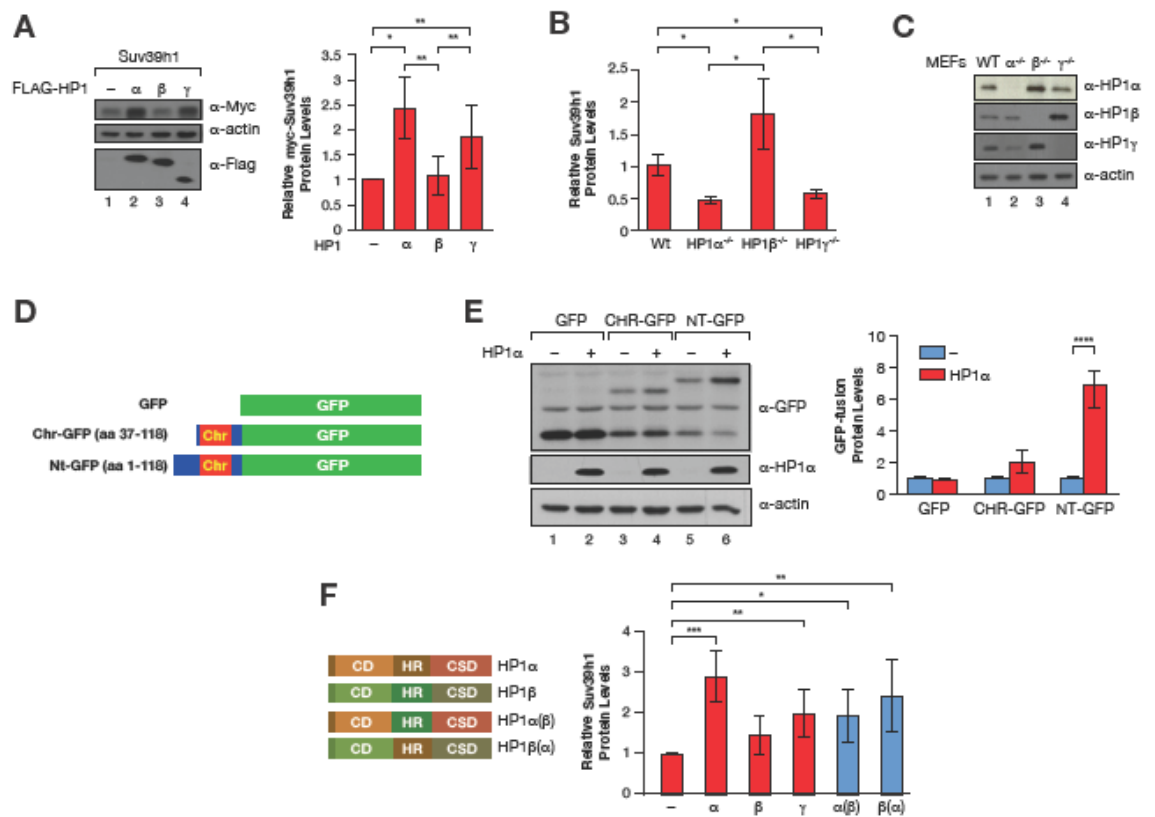 A
Suv39h1
FLAG-HP1 – α β γ
α-Myc
α-actin
α-Flag
1 2 3 4
Relative myc-Suv39h1
Protein Levels
3.5
3
2.5
2
1.5
1
0.5
0
** 
* **
**
HP1 – α β γ
B
Relative Suv39h1
Protein Levels
2.5
2
1.5
1
0.5
0
*
* *
*
Wt HP1α-/- HP1β-/- HP1γ-/-
C
MEFs WT α-/- β-/- γ-/-
α-HP1α
α-HP1β
α-HP1γ
α-actin
1 2 3 4
D
GFP GFP
Chr-GFP (aa 37-118) Chr GFP
Nt-GFP (aa 1-118) Chr GFP
E
GFP CHR-GFP NT-GFP
HP1α – + – + – +
α-GFP
α-HP1α
α-actin
1 2 3 4 5 6
GFP-fusion
Protein Levels
10
8
6
4
2
0
–
HP1α
****
GFP CHR-GFP NT-GFP
F
CD HR CSD HP1α
CD HR CSD HP1β
CD HR CSD HP1α(β)
CD HR CSD HP1β(α)
Relative Suv39h1
Protein Levels
4
3
2
1
0
**
*
**
***
– α β γ α(β) β(α)